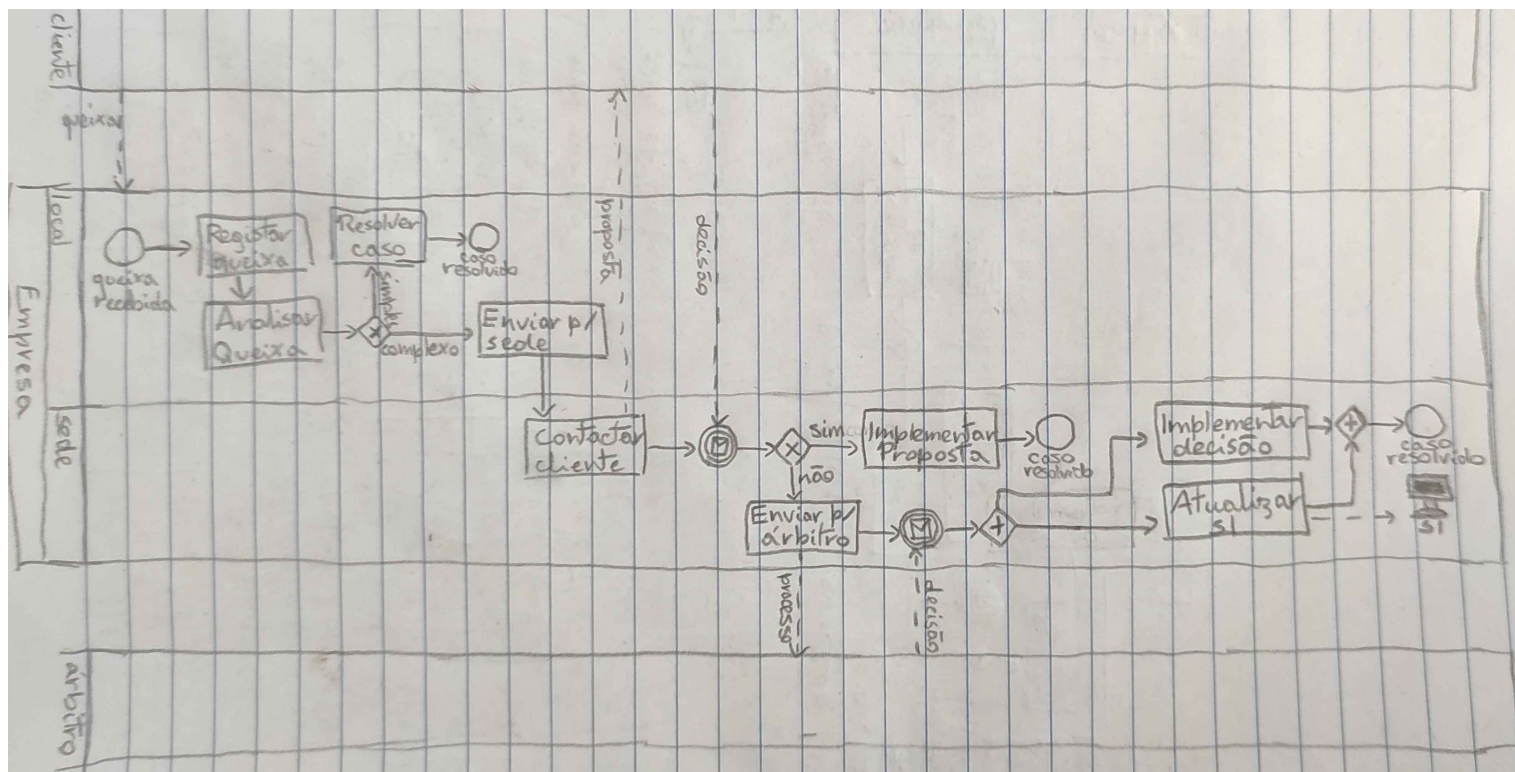 cliente
queixa
Empresa
local
queixa
recebida
Registar
queixa
Analisar
Queixa
Resolver
caso
simples
complexo
caso
resolvido
Enviar p/
sede
proposta
decisão
sede
Contactar
cliente
sim
não
Implementar
Proposta
caso
resolvido
Enviar p/
árbitro
Implementar
decisão
Atualizar
SI
caso
resolvido
SI
processo
decisão
árbitro